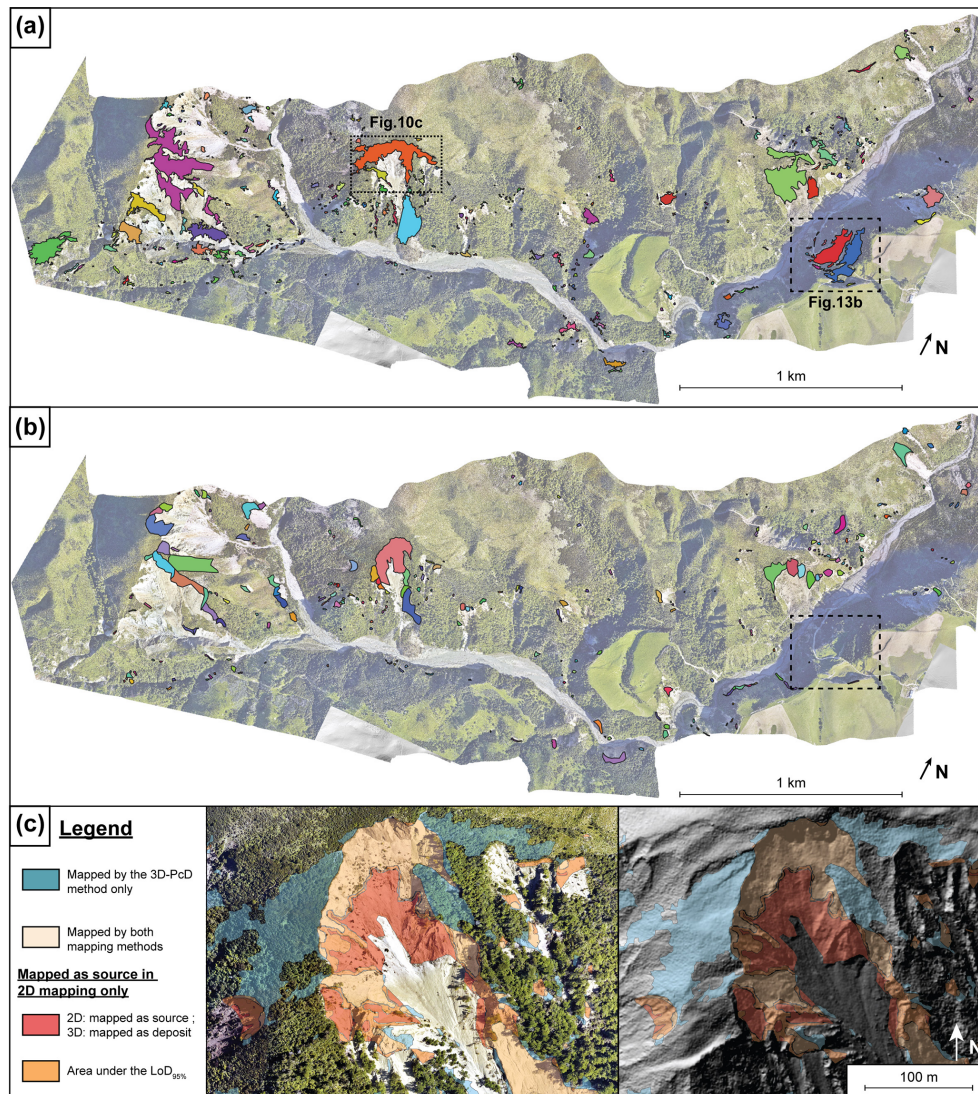 (a)
Fig.10c
Fig.13b
N
1 km
(b)
N
1 km
(c)
Legend
Mapped by the 3D-PcD
method only
Mapped by both
mapping methods
Mapped as source in
2D mapping only
2D: mapped as source ;
3D: mapped as deposit
Area under the LoD95%
N
100 m